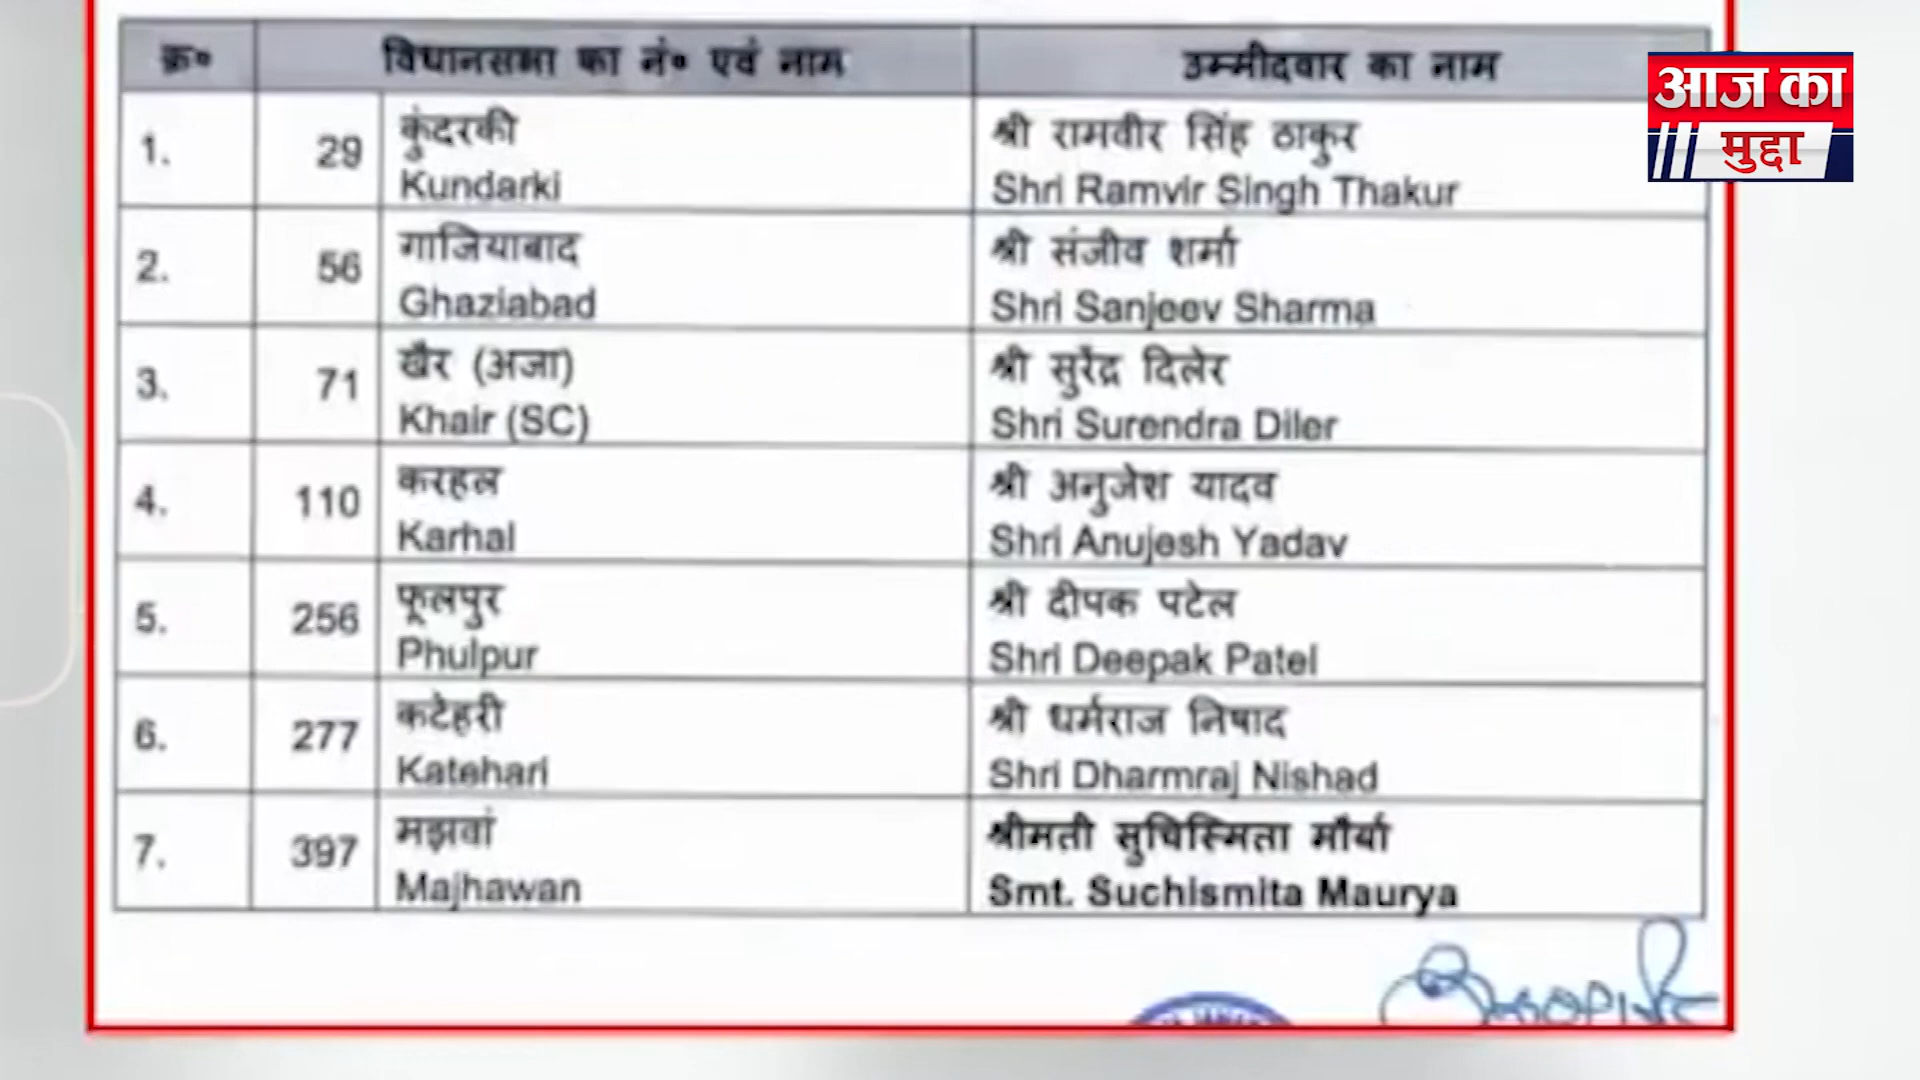 क्र० विधानसभा का नं० एवं नाम उम्मीदवार का नाम
आज का
मुद्दा
1. 29 कुंदरकी श्री रामवीर सिंह ठाकुर
Kundarki Shri Ramvir Singh Thakur
2. 56 गाजियाबाद श्री संजीव शर्मा
Ghaziabad Shri Sanjeev Sharma
3. 71 खैर (अजा) श्री सुरेंद्र दिलेर
Khair (SC) Shri Surendra Diler
4. 110 करहल श्री अनुजेश यादव
Karhal Shri Anujesh Yadav
5. 256 फूलपुर श्री दीपक पटेल
Phulpur Shri Deepak Patel
6. 277 कटेहरी श्री धर्मराज निषाद
Katehari Shri Dharmraj Nishad
7. 397 मझवां श्रीमती सुचिस्मिता मौर्या
Majhawan Smt. Suchismita Maurya